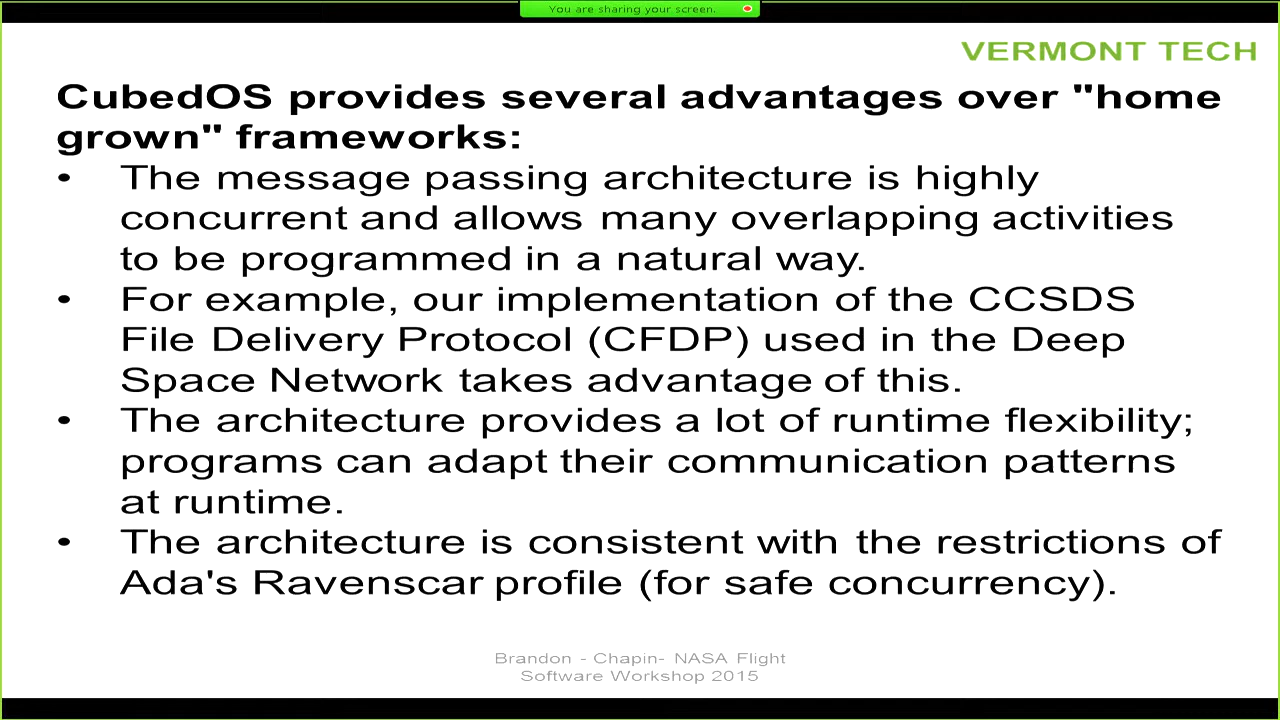 You are sharing your screen.
VERMONT TECH
CubedOS provides several advantages over "home
grown" frameworks:
• The message passing architecture is highly
concurrent and allows many overlapping activities
to be programmed in a natural way.
• For example, our implementation of the CCSDS
File Delivery Protocol (CFDP) used in the Deep
Space Network takes advantage of this.
• The architecture provides a lot of runtime flexibility;
programs can adapt their communication patterns
at runtime.
• The architecture is consistent with the restrictions of
Ada's Ravenscar profile (for safe concurrency).
Brandon - Chapin- NASA Flight
Software Workshop 2015